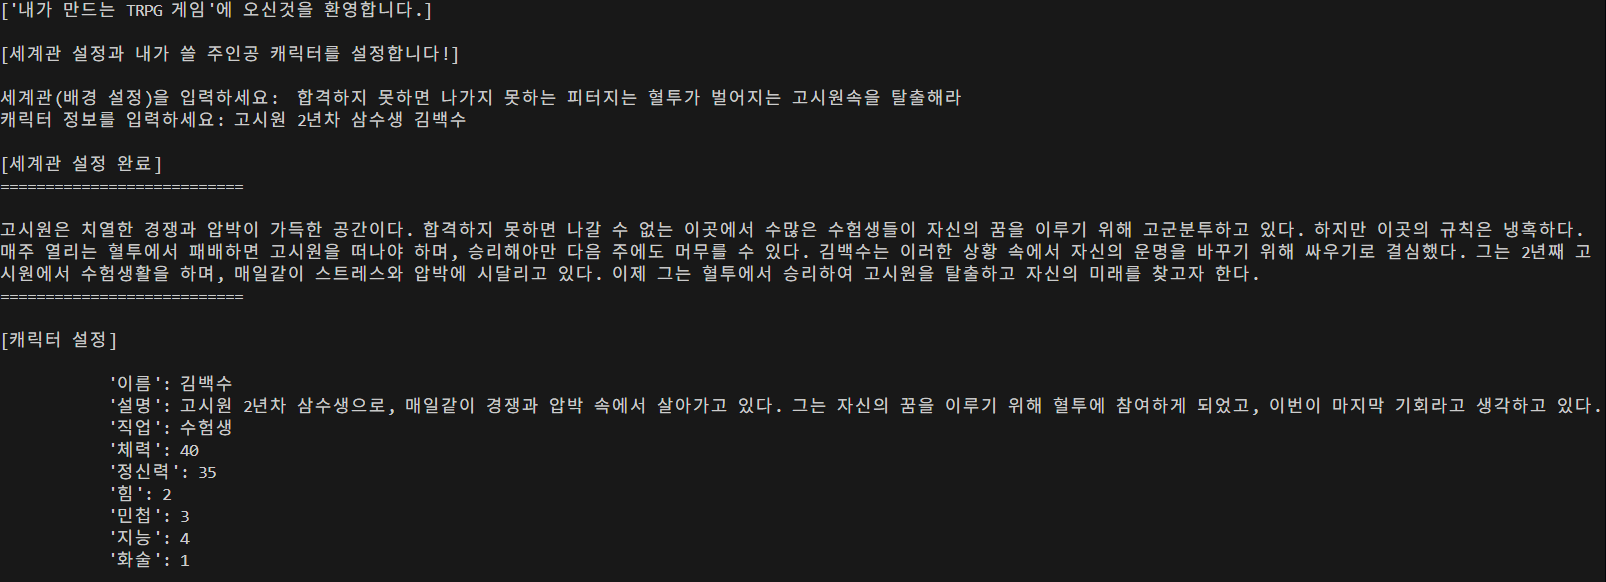 ['내가 만드는 TRPG 게임'에 오신것을 환영합니다.]
[세계관 설정과 내가 쓸 주인공 캐릭터를 설정합니다!]
세계관(배경 설정)을 입력하세요:  합격하지 못하면 나가지 못하는 피터지는 혈투가 벌어지는 고시원속을 탈출해라
캐릭터 정보를 입력하세요: 고시원 2년차 삼수생 김백수
[세계관 설정 완료]
===========================
고시원은 치열한 경쟁과 압박이 가득한 공간이다. 합격하지 못하면 나갈 수 없는 이곳에서 수많은 수험생들이 자신의 꿈을 이루기 위해 고군분투하고 있다. 하지만 이곳의 규칙은 냉혹하다.
매주 열리는 혈투에서 패배하면 고시원을 떠나야 하며, 승리해야만 다음 주에도 머무를 수 있다. 김백수는 이러한 상황 속에서 자신의 운명을 바꾸기 위해 싸우기로 결심했다. 그는 2년째 고
시원에서 수험생활을 하며, 매일같이 스트레스와 압박에 시달리고 있다. 이제 그는 혈투에서 승리하여 고시원을 탈출하고 자신의 미래를 찾고자 한다.
===========================
[캐릭터 설정]
'이름': 김백수
'설명': 고시원 2년차 삼수생으로, 매일같이 경쟁과 압박 속에서 살아가고 있다. 그는 자신의 꿈을 이루기 위해 혈투에 참여하게 되었고, 이번이 마지막 기회라고 생각하고 있다.
'직업': 수험생
'체력': 40
'정신력': 35
'힘': 2
'민첩': 3
'지능': 4
'화술': 1